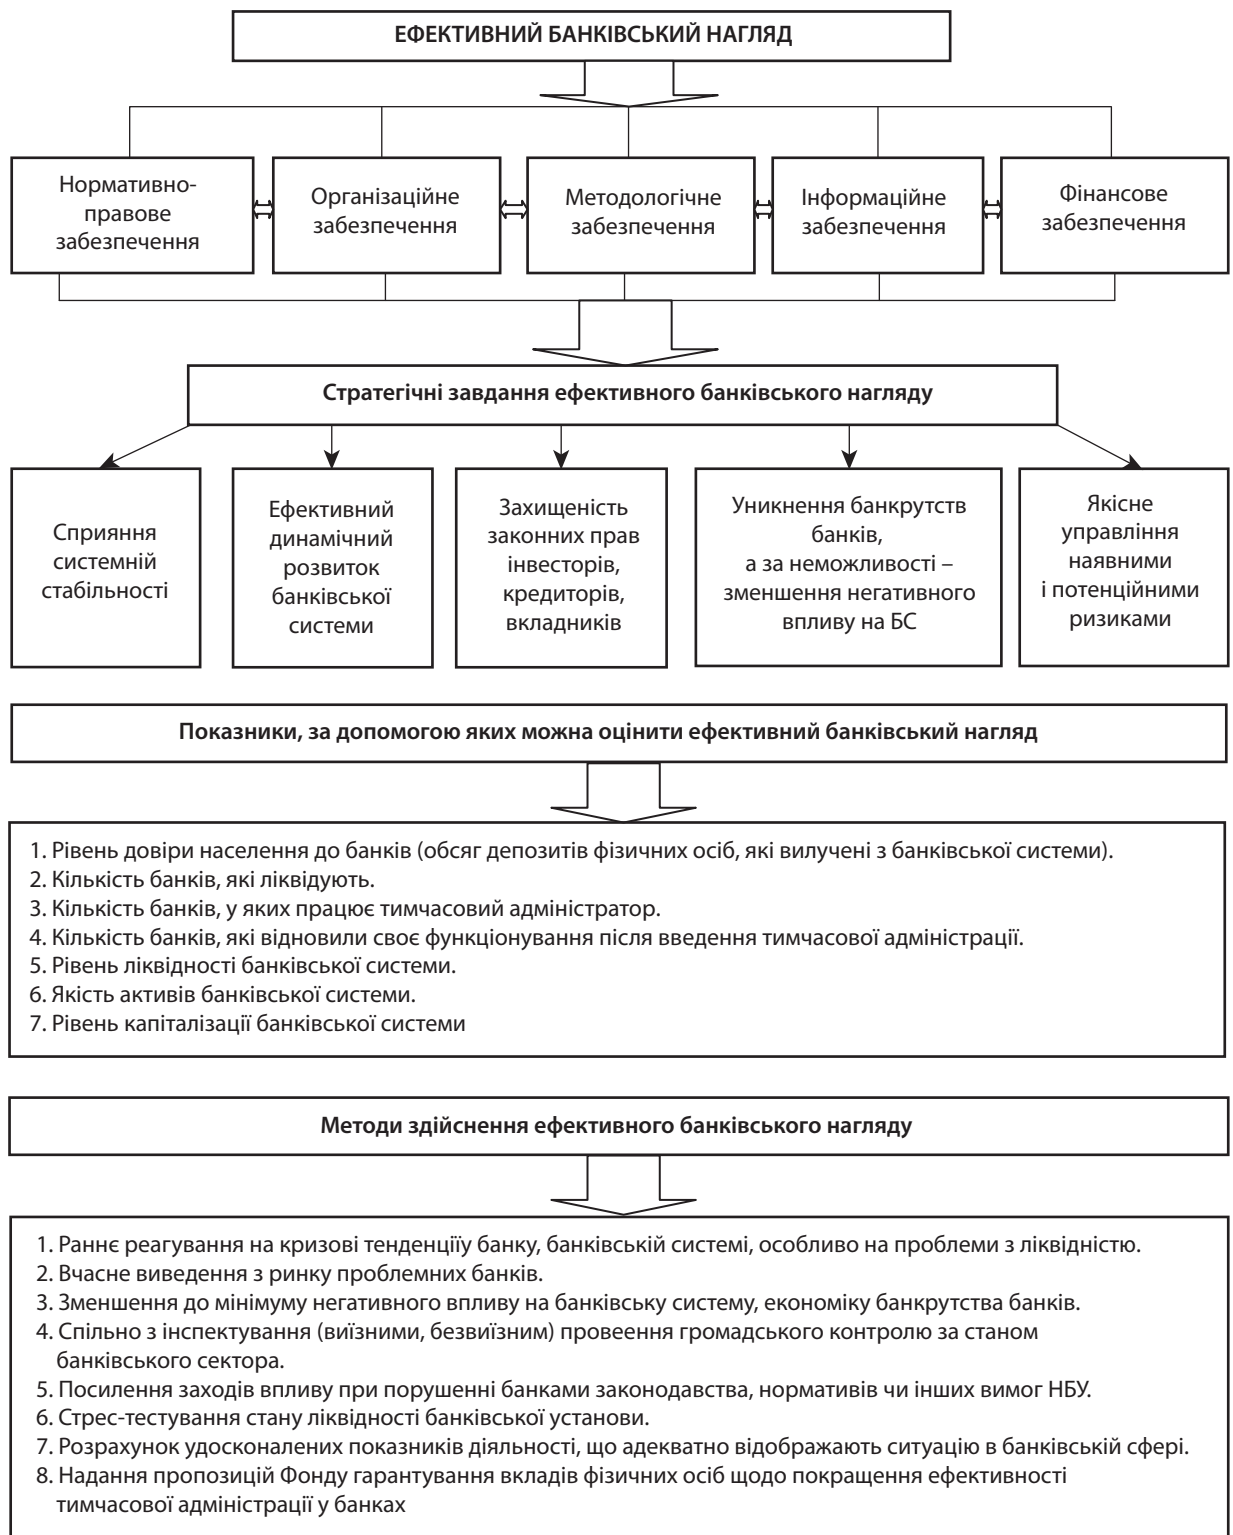 ЕФЕКТИВНИЙ БАНКІВСЬКИЙ НАГЛЯД
Нормативно-
правове
забезпечення
Організаційне
забезпечення
Методологічне
забезпечення
Інформаційне
забезпечення
Фінансове
забезпечення
Стратегічні завдання ефективного банківського нагляду
Сприяння
системній
стабільності
Ефективний
динамічний
розвиток
банківської
системи
Захищеність
законних прав
інвесторів,
кредиторів,
вкладників
Уникнення банкрутств
банків,
а за неможливості –
зменшення негативного
впливу на БС
Якісне
управління
наявними
і потенційними
ризиками
Показники, за допомогою яких можна оцінити ефективний банківський нагляд
1. Рівень довіри населення до банків (обсяг депозитів фізичних осіб, які вилучені з банківської системи).
2. Кількість банків, які ліквідують.
3. Кількість банків, у яких працює тимчасовий адміністратор.
4. Кількість банків, які відновили своє функціонування після введення тимчасової адміністрації.
5. Рівень ліквідності банківської системи.
6. Якість активів банківської системи.
7. Рівень капіталізації банківської системи
Методи здійснення ефективного банківського нагляду
1. Раннє реагування на кризові тенденціїу банку, банківській системі, особливо на проблеми з ліквідністю.
2. Вчасне виведення з ринку проблемних банків.
3. Зменшення до мінімуму негативного впливу на банківську систему, економіку банкрутства банків.
4. Спільно з інспектування (виїзними, безвиїзним) провеення громадського контролю за станом
банківського сектора.
5. Посилення заходів впливу при порушенні банками законодавства, нормативів чи інших вимог НБУ.
6. Стрес-тестування стану ліквідності банківської установи.
7. Розрахунок удосконалених показників діяльності, що адекватно відображають ситуацію в банківській сфері.
8. Надання пропозицій Фонду гарантування вкладів фізичних осіб щодо покращення ефективності
тимчасової адміністрації у банках